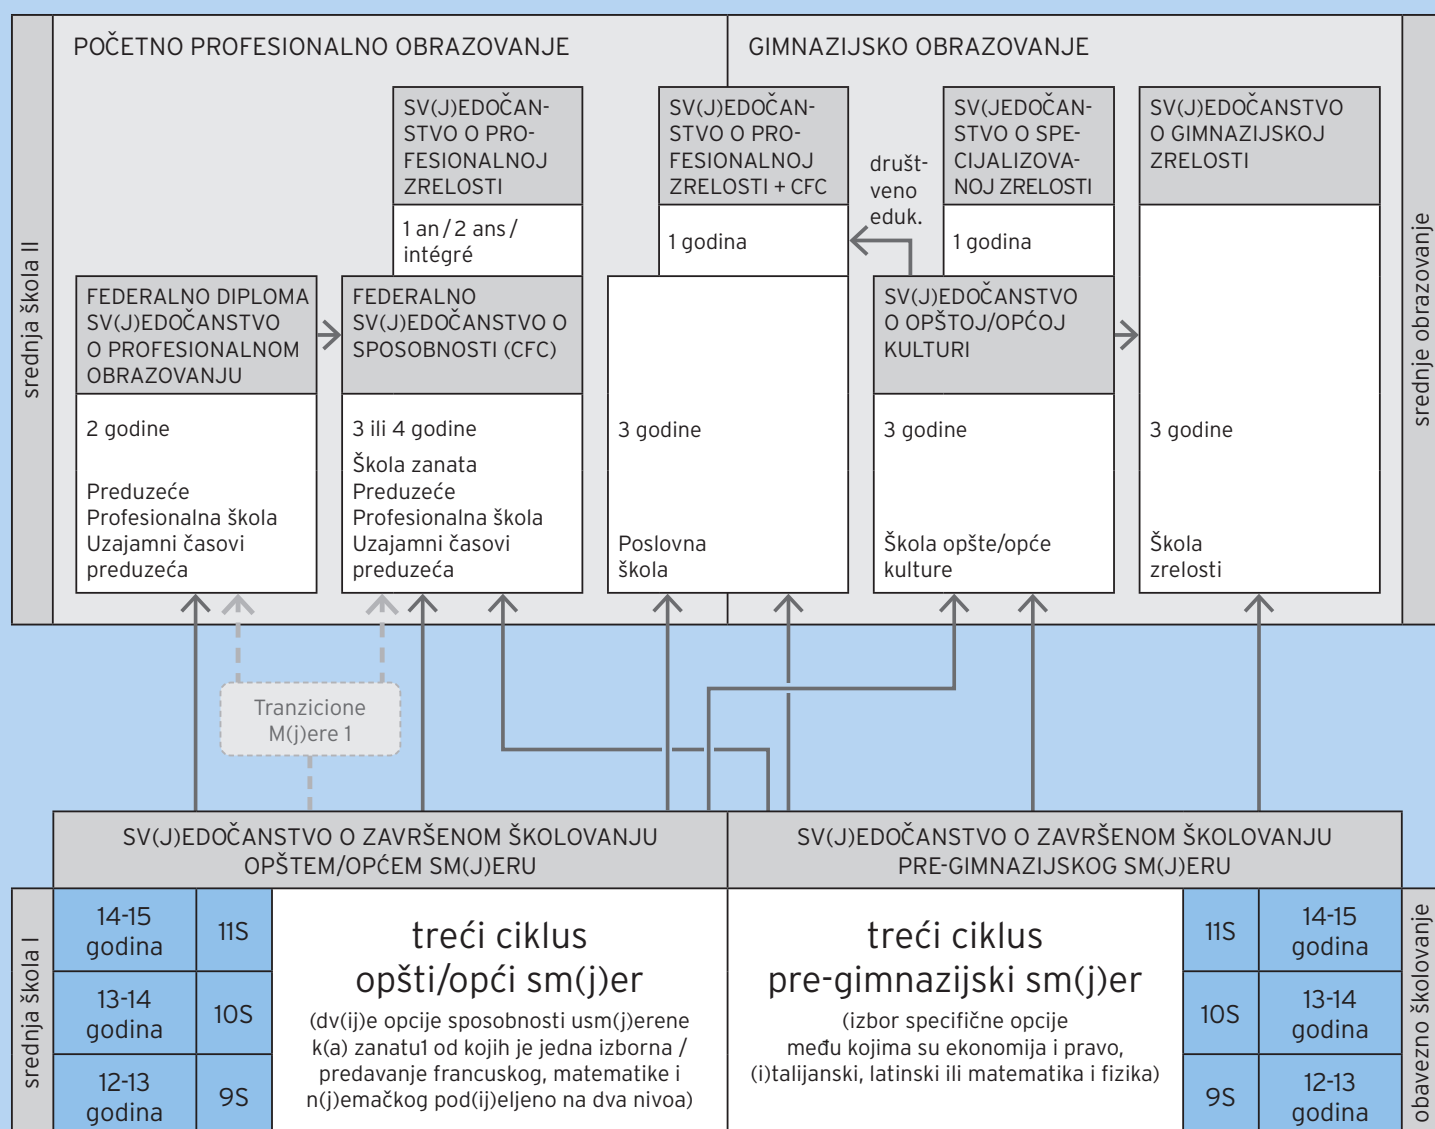 POČETNO PROFESIONALNO OBRAZOVANJE
GIMNAZIJSKO OBRAZOVANJE
srednja škola II
srednje obrazovanje
SV(J)EDOČAN-
STVO O PRO-
FESIONALNOJ
ZRELOSTI
1 an / 2 ans /
intégré
SV(J)EDOČAN-
STVO O PRO-
FESIONALNOJ
ZRELOSTI + CFC
1 godina
društ-
veno
eduk.
SV(JEDOČAN-
STVO O SPE-
CIJALIZOVA-
NOJ ZRELOSTI
1 godina
SV(J)EDOČANSTVO
O GIMNAZIJSKOJ
ZRELOSTI
FEDERALNO DIPLOMA
SV(J)EDOČANSTVO
O PROFESIONALNOM
OBRAZOVANJU
2 godine
Preduzeće
Profesionalna škola
Uzajamni časovi
preduzeća
FEDERALNO
SV(J)EDOČANSTVO O
SPOSOBNOSTI (CFC)
3 ili 4 godine
Škola zanata
Preduzeće
Profesionalna škola
Uzajamni časovi
preduzeća
3 godine
Poslovna
škola
SV(J)EDOČANSTVO
O OPŠTOJ/OPĆOJ
KULTURI
3 godine
Škola opšte/opće
kulture
3 godine
Škola
zrelosti
Tranzicione
M(j)ere 1
SV(J)EDOČANSTVO O ZAVRŠENOM ŠKOLOVANJU
OPŠTEM/OPĆEM SM(J)ERU
SV(J)EDOČANSTVO O ZAVRŠENOM ŠKOLOVANJU
PRE-GIMNAZIJSKOG SM(J)ERU
srednja škola I
14-15
godina
11S
13-14
godina
10S
12-13
godina
9S
treći ciklus
opšti/opći sm(j)er
(dv(ij)e opcije sposobnosti usm(j)erene
k(a) zanatu1 od kojih je jedna izborna /
predavanje francuskog, matematike i
n(j)emačkog pod(ij)eljeno na dva nivoa)
treći ciklus
pre-gimnazijski sm(j)er
(izbor specifične opcije
među kojima su ekonomija i pravo,
(i)talijanski, latinski ili matematika i fizika)
11S
14-15
godina
10S
13-14
godina
9S
12-13
godina
obavezno školovanje